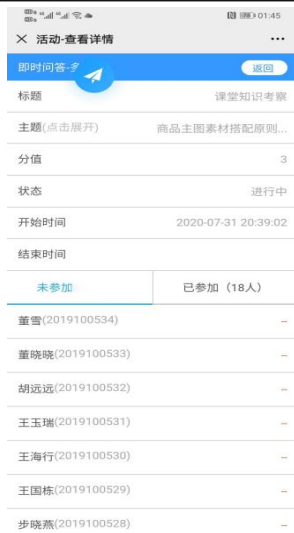 01:45
× 活动-查看详情 ...
即时问答-
返回
标题 课堂知识考察
主题(点击展开) 商品主图素材搭配原则...
分值 3
状态 进行中
开始时间 2020-07-31 20:39:02
结束时间
未参加 已参加（18人）
董雪(2019100534) --
董晓晓(2019100533) --
胡远远(2019100532) --
王玉瑞(2019100531) --
王海行(2019100530) --
王国栋(2019100529) --
步晓燕(2019100528) --